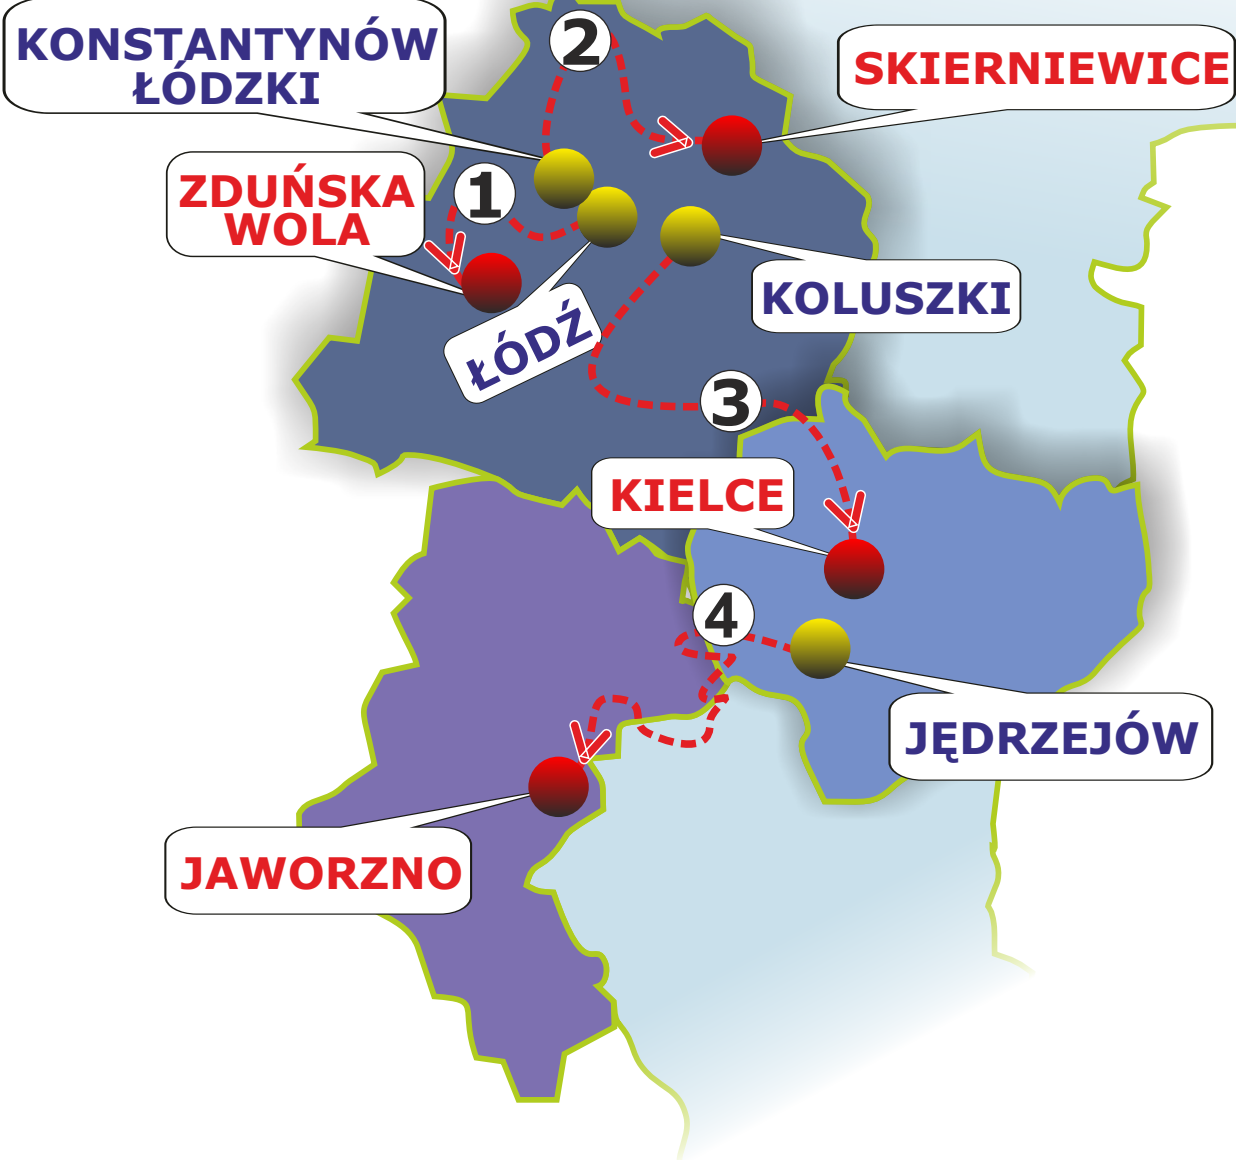 KONSTANTYNÓW
ŁÓDZKI
2
SKIERNIEWICE
ZDUŃSKA
WOLA
1
KOLUSZKI
ŁÓDŹ
3
KIELCE
4
JĘDRZEJÓW
JAWORZNO